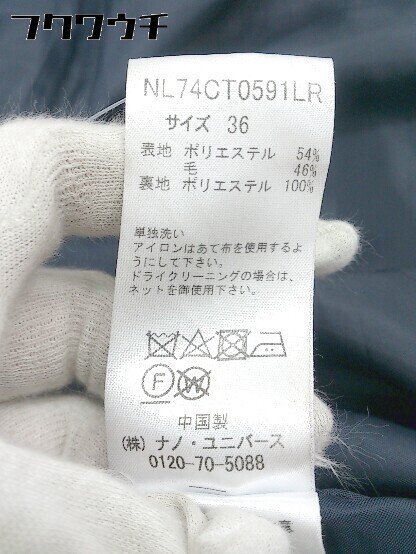 フクワウチ
NL74CT0591LR
サイズ 36
表地 ポリエステル 54%
毛 46%
裏地 ポリエステル 100%
単独洗い
アイロンはあて布を使用するよ
うにして下さい。
ドライクリーニングの場合は、
ネットを御使用下さい。
F W
中国製
(株) ナノ・ユニバース
0120-70-5088